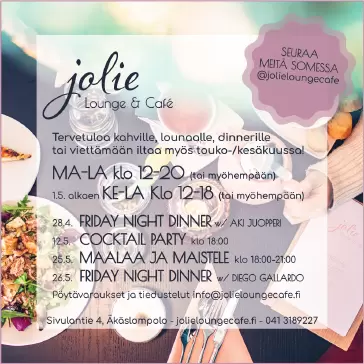 jolie
Lounge & Café
SEURAA
MEITÄ SOMESSA
@jolieloungecafe
Tervetuloa kahville, lounaalle, dinnerille
tai viettämään iltaa myös touko-/kesäkuussa!
MA-LA klo 12-20 (tai myöhempään)
1.5. alkaen KE-LA Klo 12-18 (tai myöhempään)
28.4. FRIDAY NIGHT DINNER w/ AKI JUOPPERI
12.5. COCKTAIL PARTY klo 18:00
25.5. MAALAA JA MAISTELE klo 18:00-21:00
26.5. FRIDAY NIGHT DINNER w/ DIEGO GALLARDO
Pöytävaraukset ja tiedustelut info@jolieloungecafe.fi
Sivulantie 4, Äkäslompolo - jolieloungecafe.fi - 041 3189227
jolie